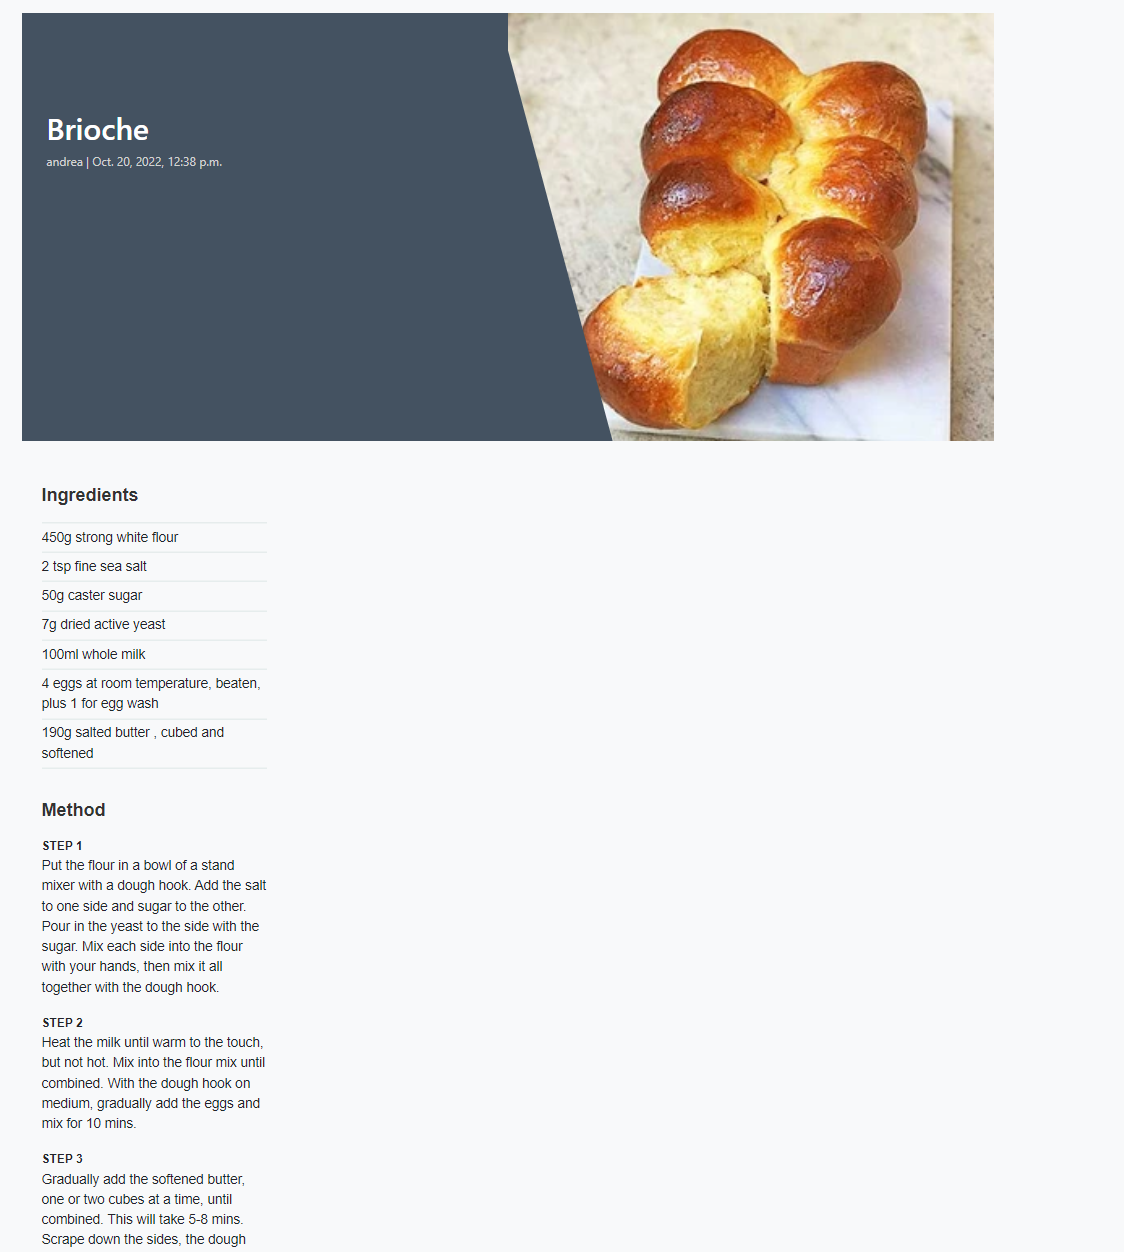 Brioche
andrea | Oct. 20, 2022, 12:38 p.m.
Ingredients
450g strong white flour
2 tsp fine sea salt
50g caster sugar
7g dried active yeast
100ml whole milk
4 eggs at room temperature, beaten,
plus 1 for egg wash
190g salted butter , cubed and
softened
Method
STEP 1
Put the flour in a bowl of a stand
mixer with a dough hook. Add the salt
to one side and sugar to the other.
Pour in the yeast to the side with the
sugar. Mix each side into the flour
with your hands, then mix it all
together with the dough hook.
STEP 2
Heat the milk until warm to the touch,
but not hot. Mix into the flour mix until
combined. With the dough hook on
medium, gradually add the eggs and
mix for 10 mins.
STEP 3
Gradually add the softened butter,
one or two cubes at a time, until
combined. This will take 5-8 mins.
Scrape down the sides, the dough